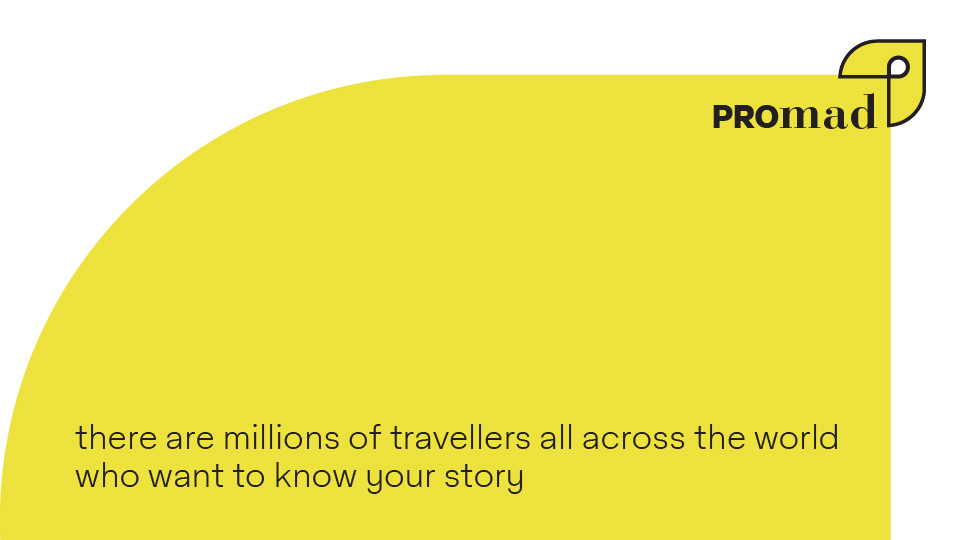 PROmad
there are millions of travellers all across the world
who want to know your story